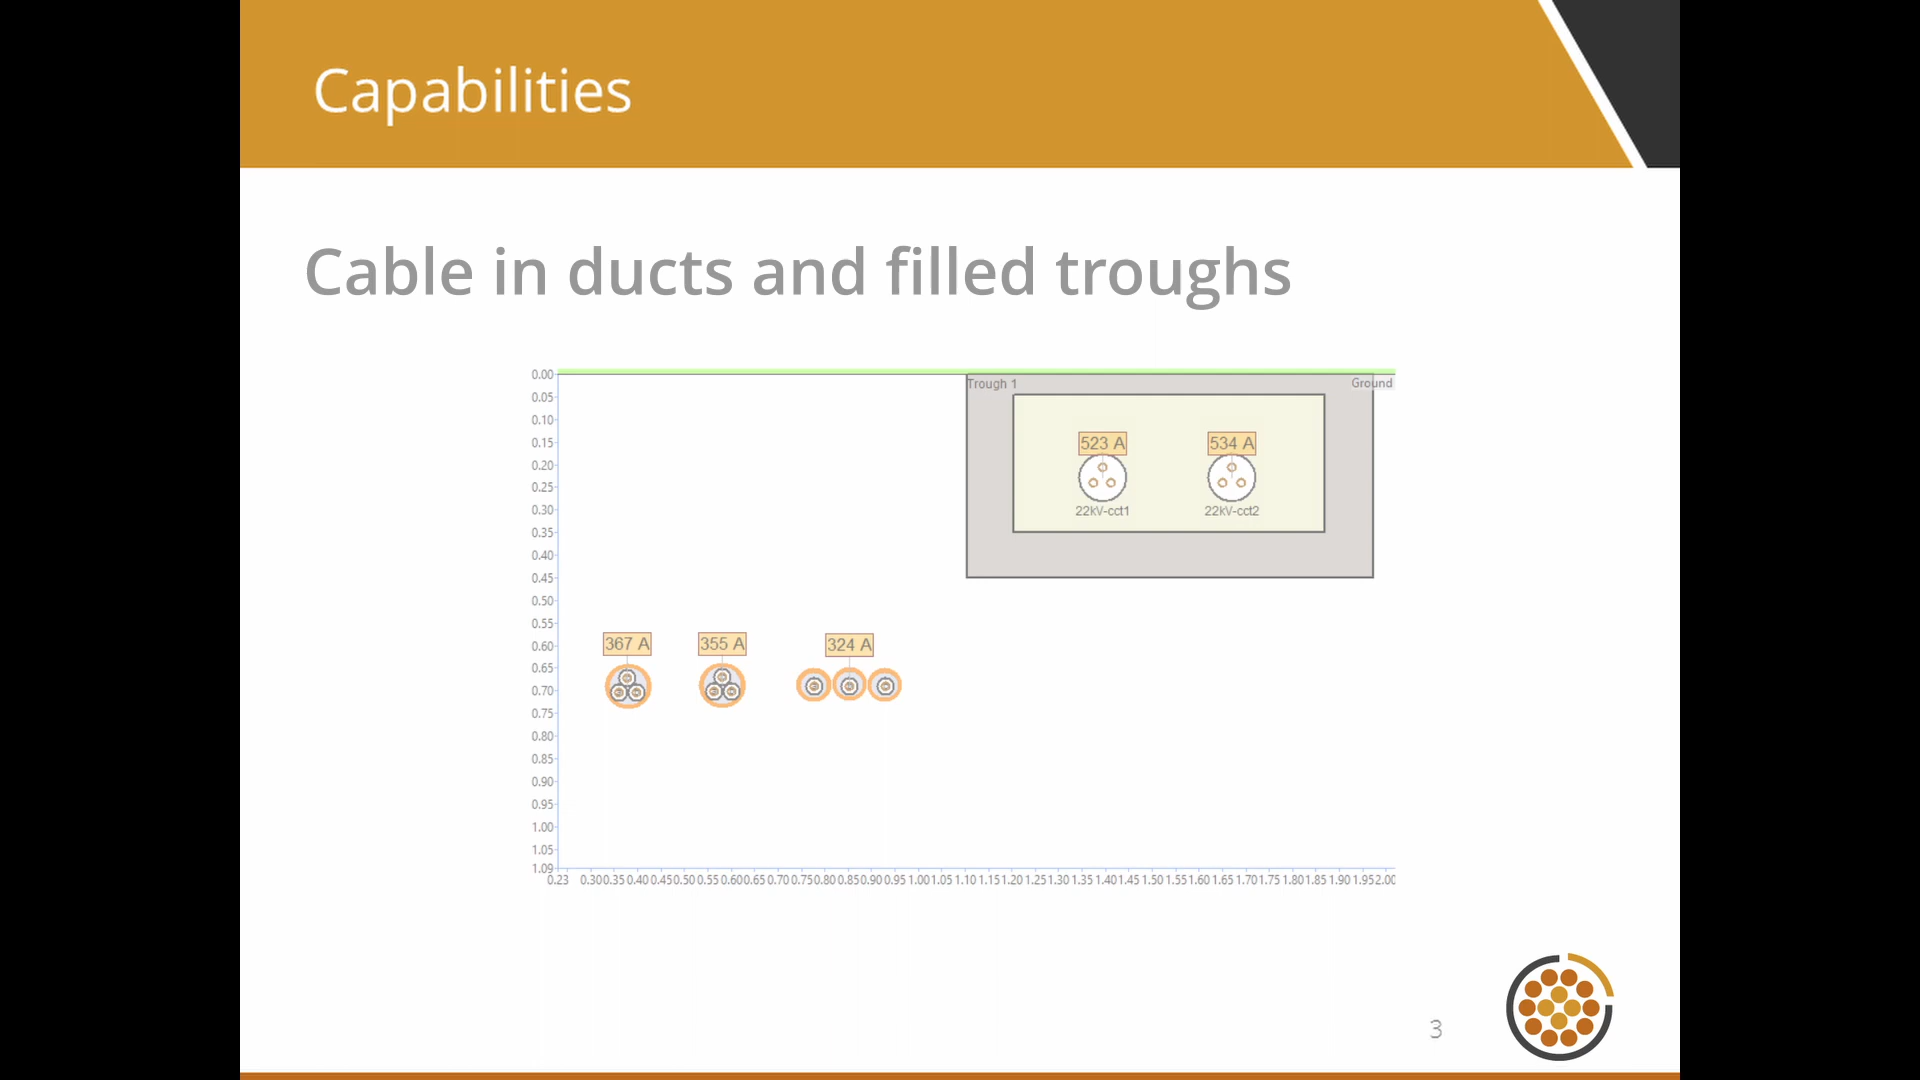 Capabilities
Cable in ducts and filled troughs
Trough 1
Ground
523 A
534 A
22kV-cct1
22kV-cct2
367 A
355 A
324 A
0.00
0.05
0.10
0.15
0.20
0.25
0.30
0.35
0.40
0.45
0.50
0.55
0.60
0.65
0.70
0.75
0.80
0.85
0.90
0.95
1.00
1.05
1.09
0.23 0.30 0.35 0.40 0.45 0.50 0.55 0.60 0.65 0.70 0.75 0.80 0.85 0.90 0.95 1.00 1.05 1.10 1.15 1.20 1.25 1.30 1.35 1.40 1.45 1.50 1.55 1.60 1.65 1.70 1.75 1.80 1.85 1.90 1.95 2.00
3